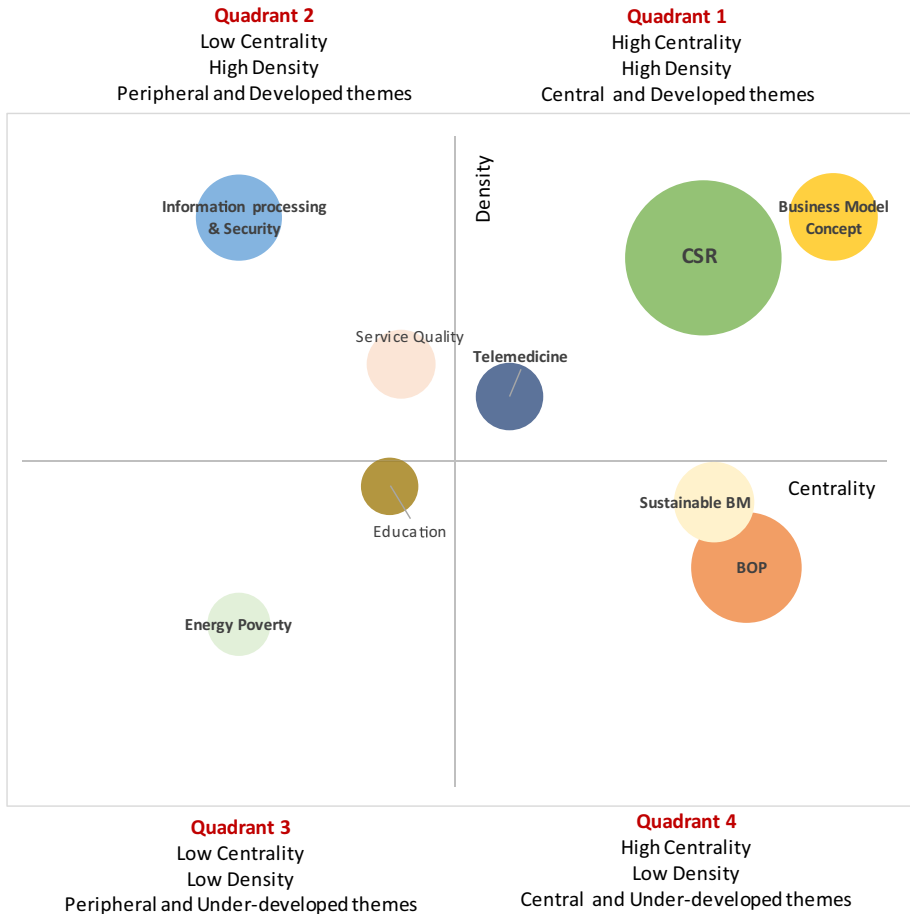 Quadrant 2
Low Centrality
High Density
Peripheral and Developed themes
Quadrant 1
High Centrality
High Density
Central and Developed themes
Density
Information processing
& Security
Business Model
Concept
CSR
Service Quality
Telemedicine
Centrality
Sustainable BM
Education
BOP
Energy Poverty
Quadrant 3
Low Centrality
Low Density
Peripheral and Under-developed themes
Quadrant 4
High Centrality
Low Density
Central and Under-developed themes